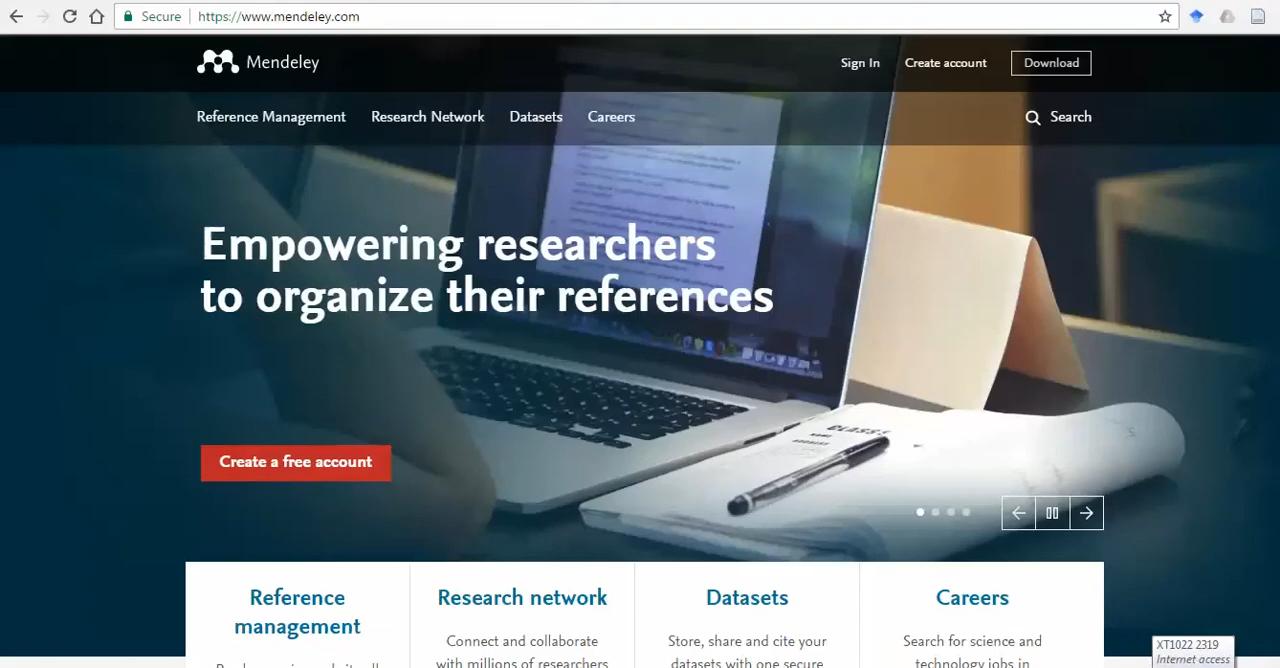 Secure https://www.mendeley.com
Mendeley
Sign In Create account Download
Reference Management Research Network Datasets Careers Search
Empowering researchers
to organize their references
CLASS:
Create a free account
Reference
management
Research network
Connect and collaborate
with millions of researchers
Datasets
Store, share and cite your
datasets with one secure
Careers
Search for science and
technology jobs in
XT1022 2319
Internet access